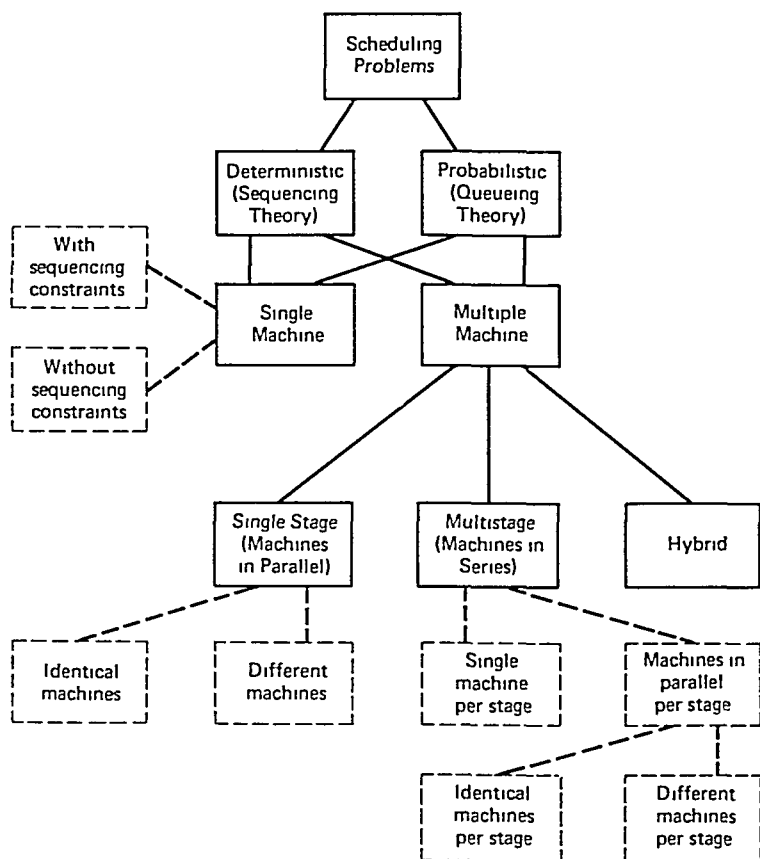 Scheduling
Problems
Deterministic
(Sequencing
Theory)
Probabilistic
(Queueing
Theory)
With
sequencing
constraints
Single
Machine
Multiple
Machine
Without
sequencing
constraints
Single Stage
(Machines
in Parallel)
Multistage
(Machines in
Series)
Hybrid
Identical
machines
Different
machines
Single
machine
per stage
Machines in
parallel
per stage
Identical
machines
per stage
Different
machines
per stage